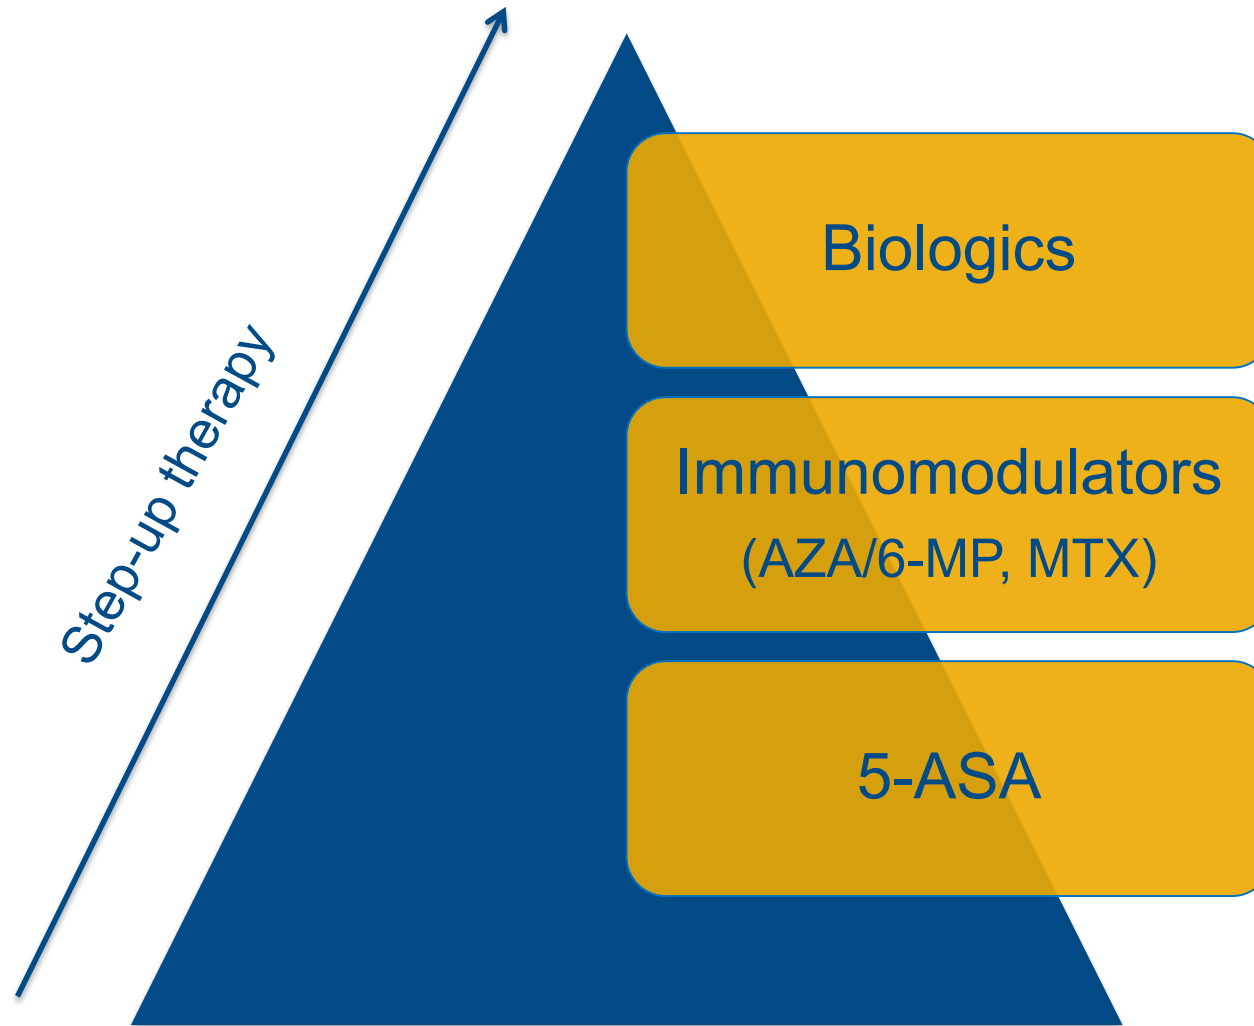 Step-up therapy
Biologics
Immunomodulators
(AZA/6-MP, MTX)
5-ASA